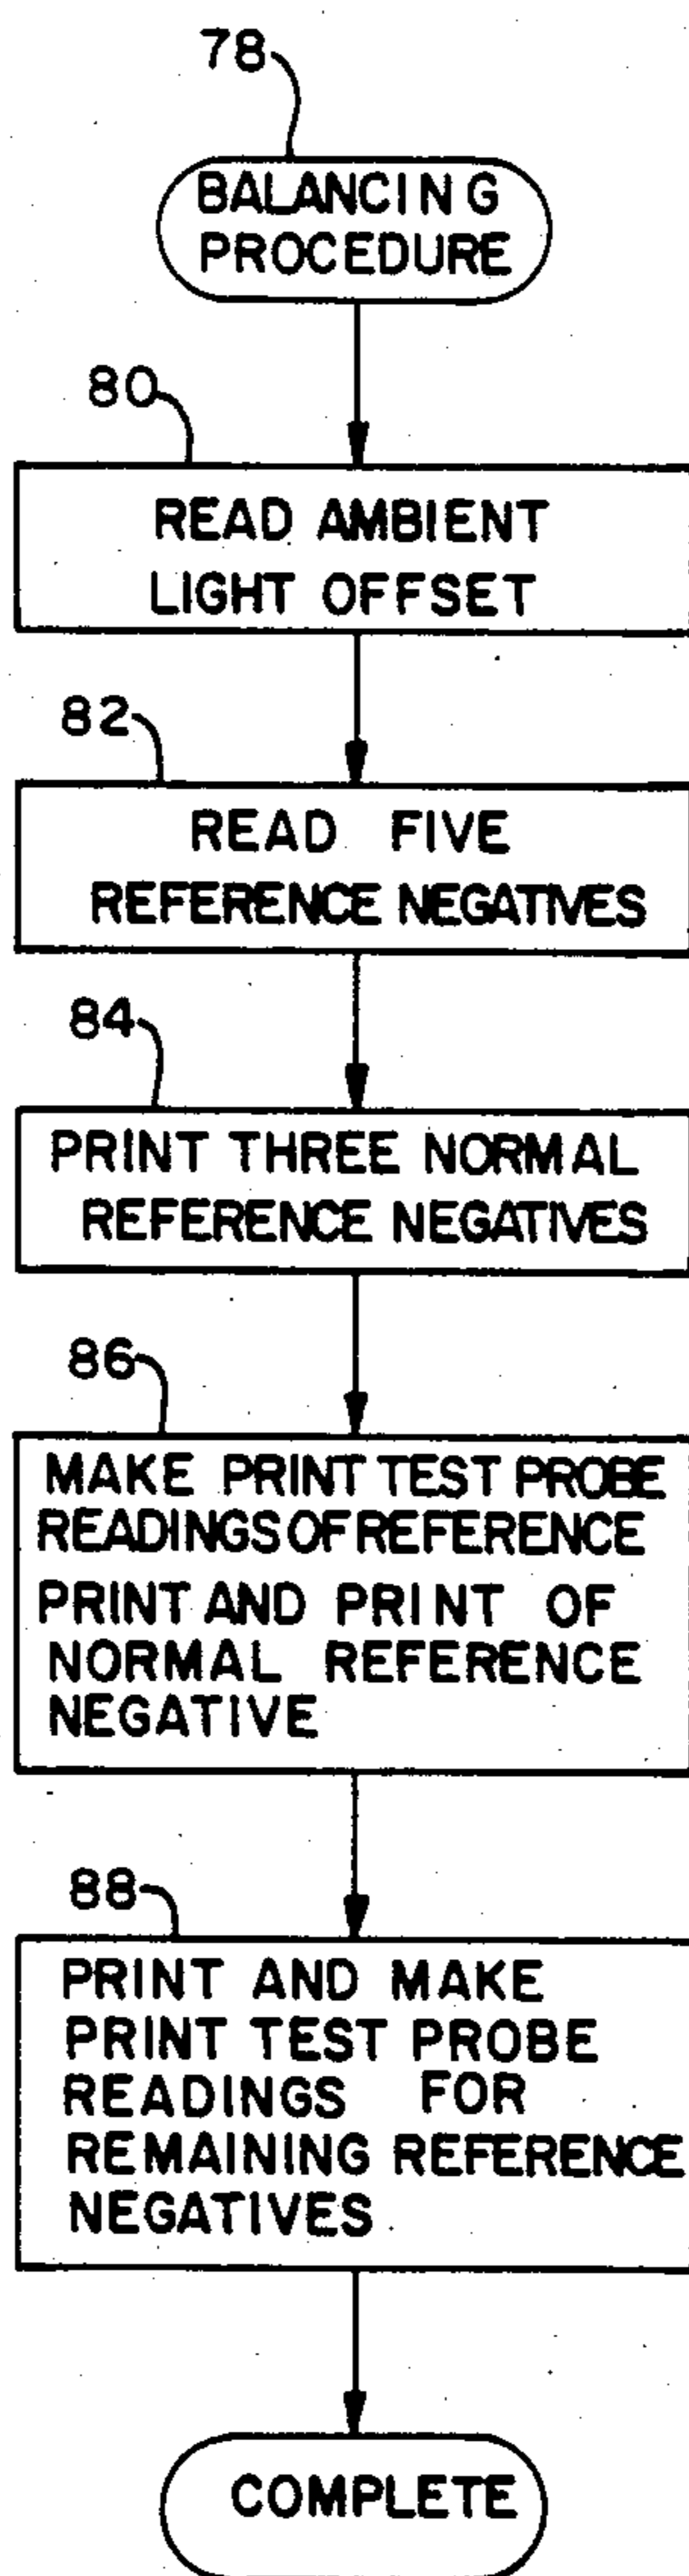 78
BALANCING
PROCEDURE
80
READ AMBIENT
LIGHT OFFSET
82
READ FIVE
REFERENCE NEGATIVES
84
PRINT THREE NORMAL
REFERENCE NEGATIVES
86
MAKE PRINT TEST PROBE
READINGS OF REFERENCE
PRINT AND PRINT OF
NORMAL REFERENCE
NEGATIVE
88
PRINT AND MAKE
PRINT TEST PROBE
READINGS FOR
REMAINING REFERENCE
NEGATIVES
COMPLETE